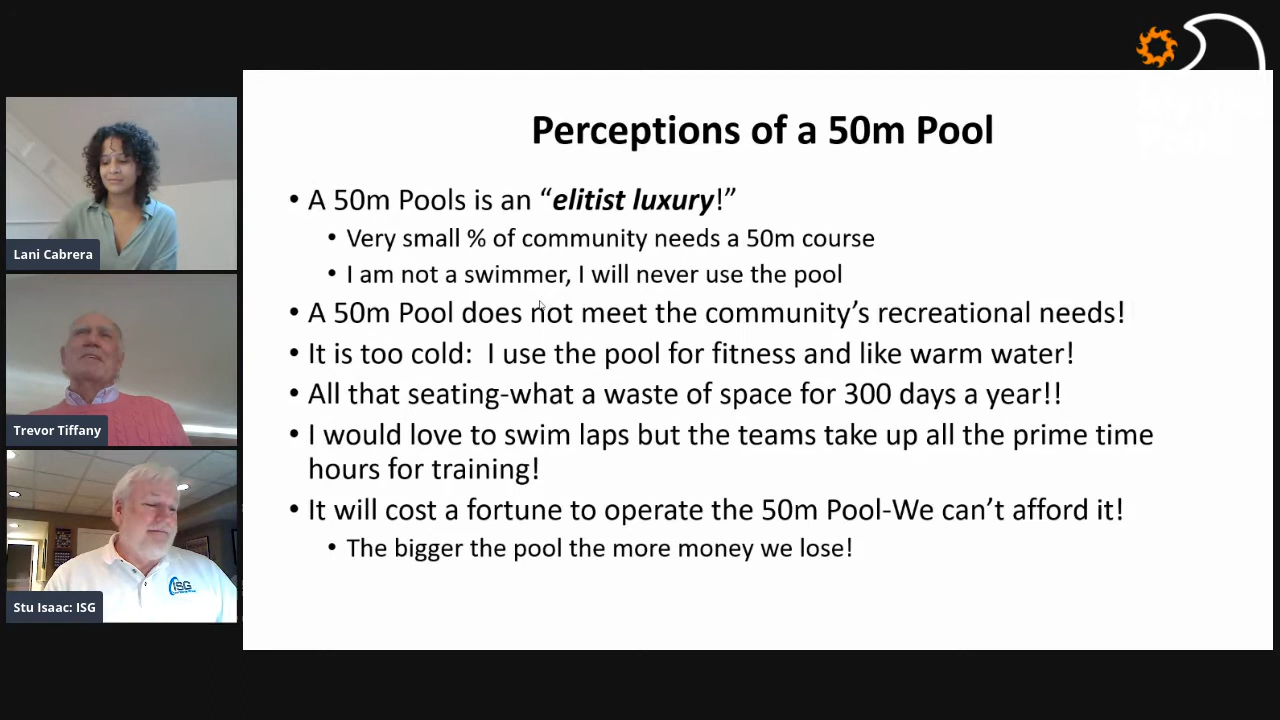 Perceptions of a 50m Pool
• A 50m Pools is an “elitist luxury!”
• Very small % of community needs a 50m course
• I am not a swimmer, I will never use the pool
• A 50m Pool does not meet the community’s recreational needs!
• It is too cold:  I use the pool for fitness and like warm water!
• All that seating-what a waste of space for 300 days a year!!
• I would love to swim laps but the teams take up all the prime time
hours for training!
• It will cost a fortune to operate the 50m Pool-We can’t afford it!
• The bigger the pool the more money we lose!
Lani Cabrera
Trevor Tiffany
ISG
Stu Isaac: ISG